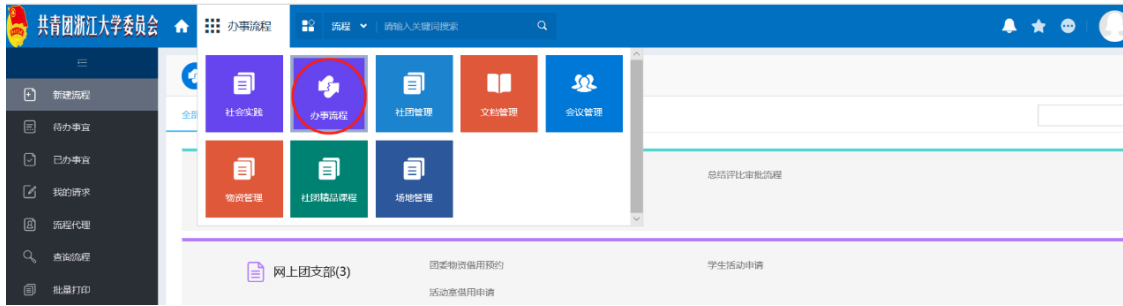 共青团浙江大学委员会
办事流程
流程
请输入关键词搜索
新建流程
待办事宜
已办事宜
我的请求
流程代理
查询流程
批量打印
社会实践
办事流程
社团管理
文档管理
会议管理
物资管理
社团精品课程
场地管理
总结评比审批流程
网上团支部(3)
团委物资借用预约
学生活动申请
活动室借用申请